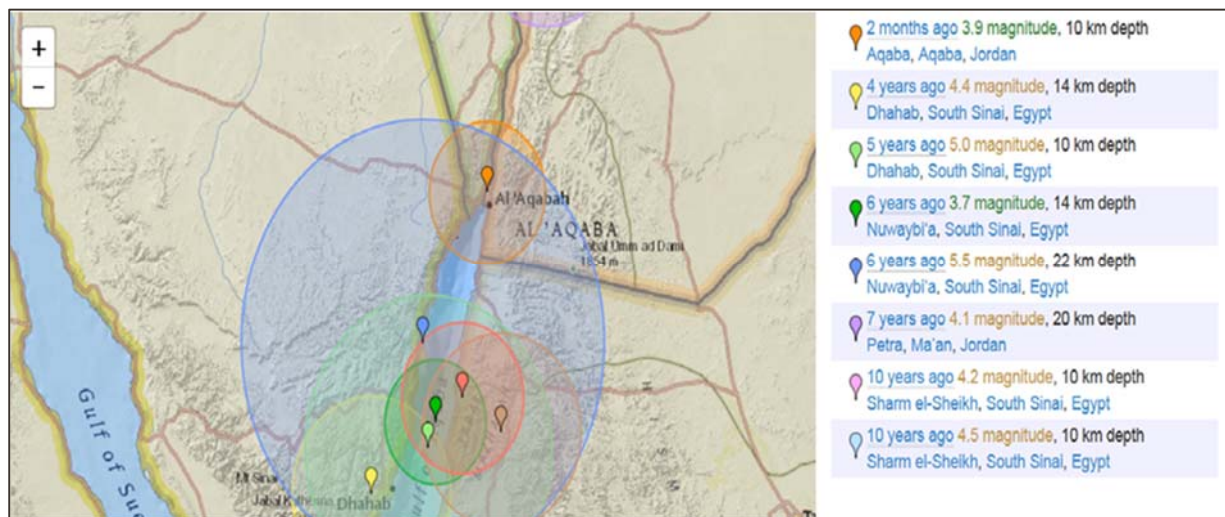 +
−
Al 'Aqabah
AL 'AQABA
Jabal Umm ad Dami
1854 m
Gulf of Sue
Mt Sinai
Dhahab
2 months ago 3.9 magnitude, 10 km depth
Aqaba, Aqaba, Jordan
4 years ago 4.4 magnitude, 14 km depth
Dhahab, South Sinai, Egypt
5 years ago 5.0 magnitude, 10 km depth
Dhahab, South Sinai, Egypt
6 years ago 3.7 magnitude, 14 km depth
Nuwaybi'a, South Sinai, Egypt
6 years ago 5.5 magnitude, 22 km depth
Nuwaybi'a, South Sinai, Egypt
7 years ago 4.1 magnitude, 20 km depth
Petra, Ma'an, Jordan
10 years ago 4.2 magnitude, 10 km depth
Sharm el-Sheikh, South Sinai, Egypt
10 years ago 4.5 magnitude, 10 km depth
Sharm el-Sheikh, South Sinai, Egypt